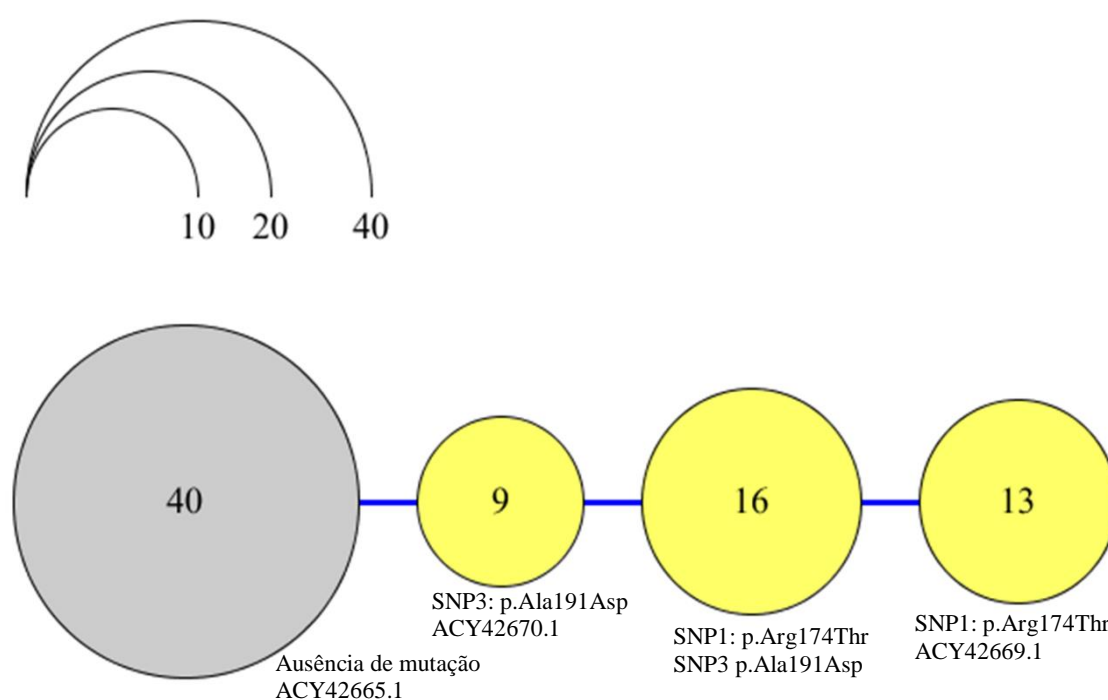 10 20 40
40 9 16 13
SNP3: p.Ala191Asp
ACY42670.1
SNP1: p.Arg174Thr
SNP3 p.Ala191Asp
SNP1: p.Arg174Thr
ACY42669.1
Ausência de mutação
ACY42665.1